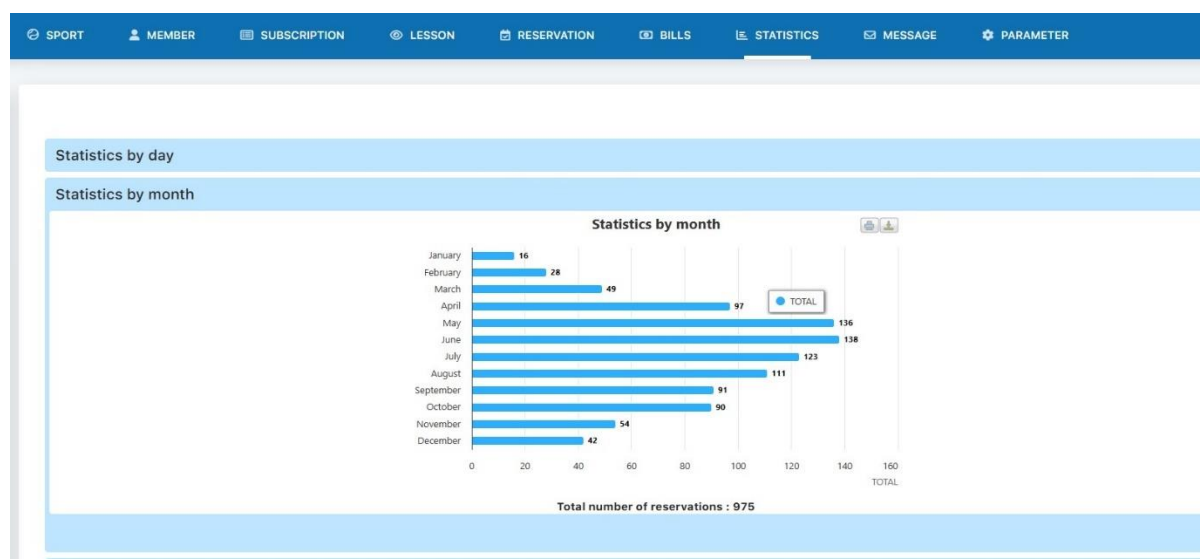 SPORT MEMBER SUBSCRIPTION LESSON RESERVATION BILLS STATISTICS MESSAGE PARAMETER
Statistics by day
Statistics by month
Statistics by month
January 16
February 28
March 49
April 97
TOTAL
May 136
June 138
July 123
August 111
September 91
October 90
November 54
December 42
0 20 40 60 80 100 120 140 160
TOTAL
Total number of reservations : 975